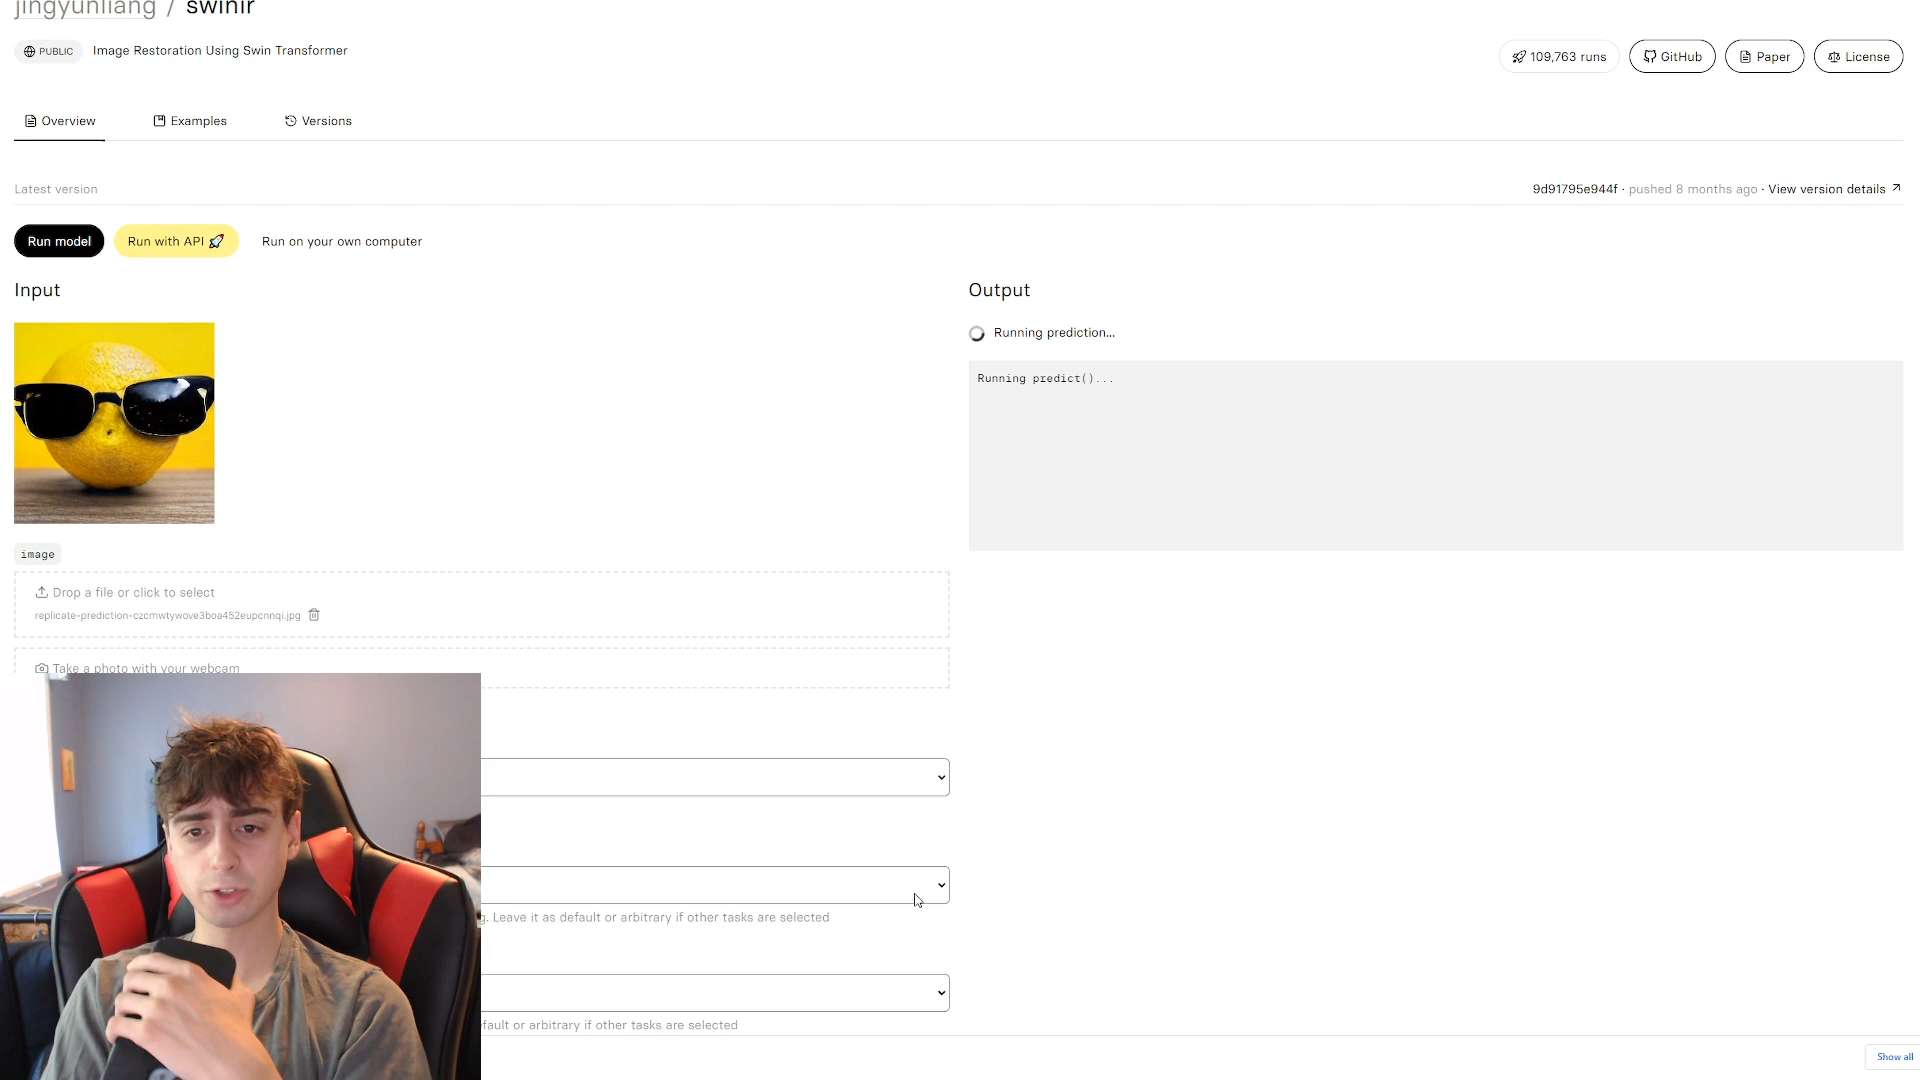 jingyunliang / swinir
PUBLIC
Image Restoration Using Swin Transformer
109,763 runs
GitHub
Paper
License
Overview
Examples
Versions
Latest version
9d91795e944f · pushed 8 months ago · View version details
Run model
Run with API
Run on your own computer
Input
Output
Running prediction...
Running predict()...
image
Drop a file or click to select
replicate-prediction-czcmwtywove3boa452eupcnnqi.jpg
Take a photo with your webcam
g. Leave it as default or arbitrary if other tasks are selected
efault or arbitrary if other tasks are selected
Show all